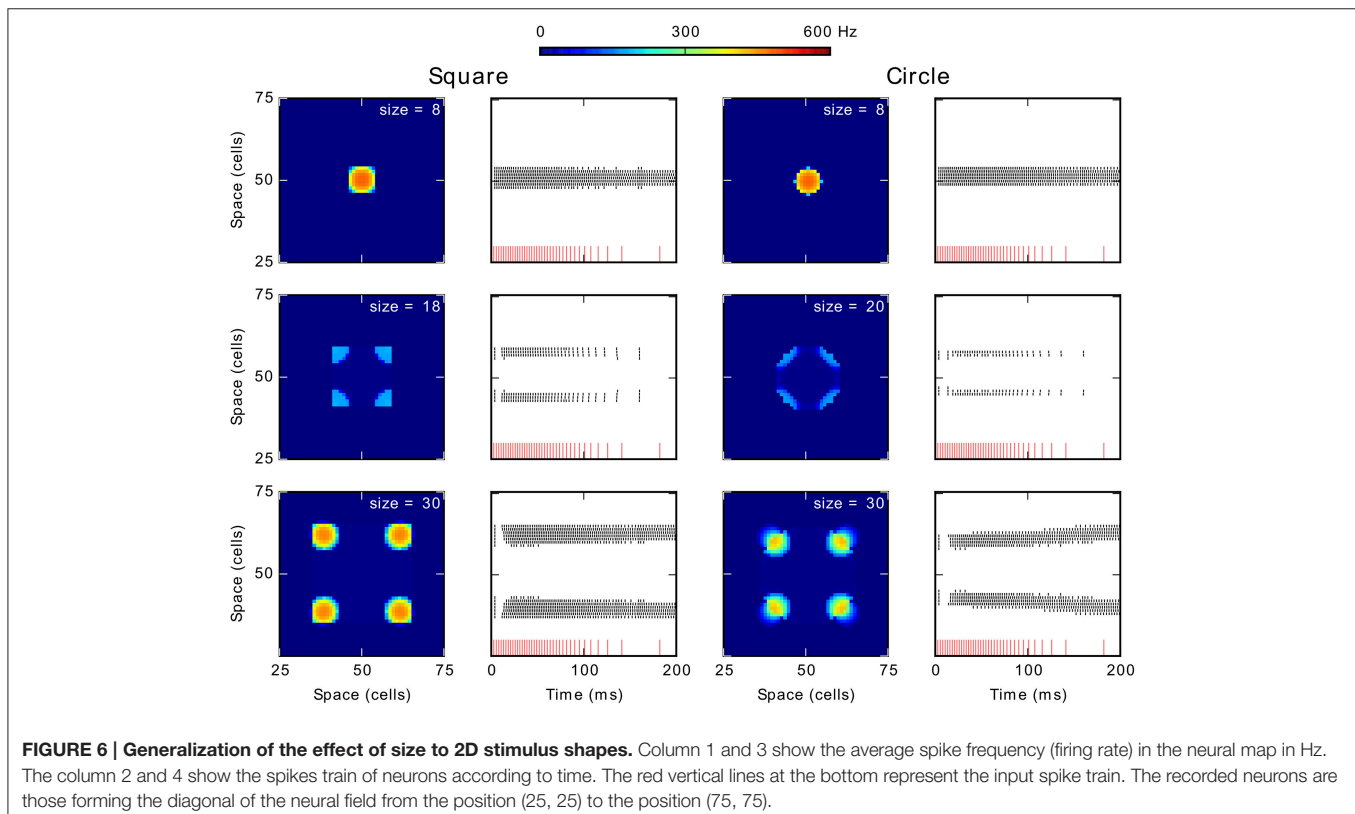 0 300 600 Hz
Square Circle
75 size = 8 size = 8
Space (cells)
50
25
75 size = 18 size = 20
Space (cells)
50
25
75 size = 30 size = 30
Space (cells)
50
25 50 75 0 100 200 25 50 75 0 100 200
Space (cells) Time (ms) Space (cells) Time (ms)
FIGURE 6 | Generalization of the effect of size to 2D stimulus shapes. Column 1 and 3 show the average spike frequency (firing rate) in the neural map in Hz.
The column 2 and 4 show the spikes train of neurons according to time. The red vertical lines at the bottom represent the input spike train. The recorded neurons are
those forming the diagonal of the neural field from the position (25, 25) to the position (75, 75).